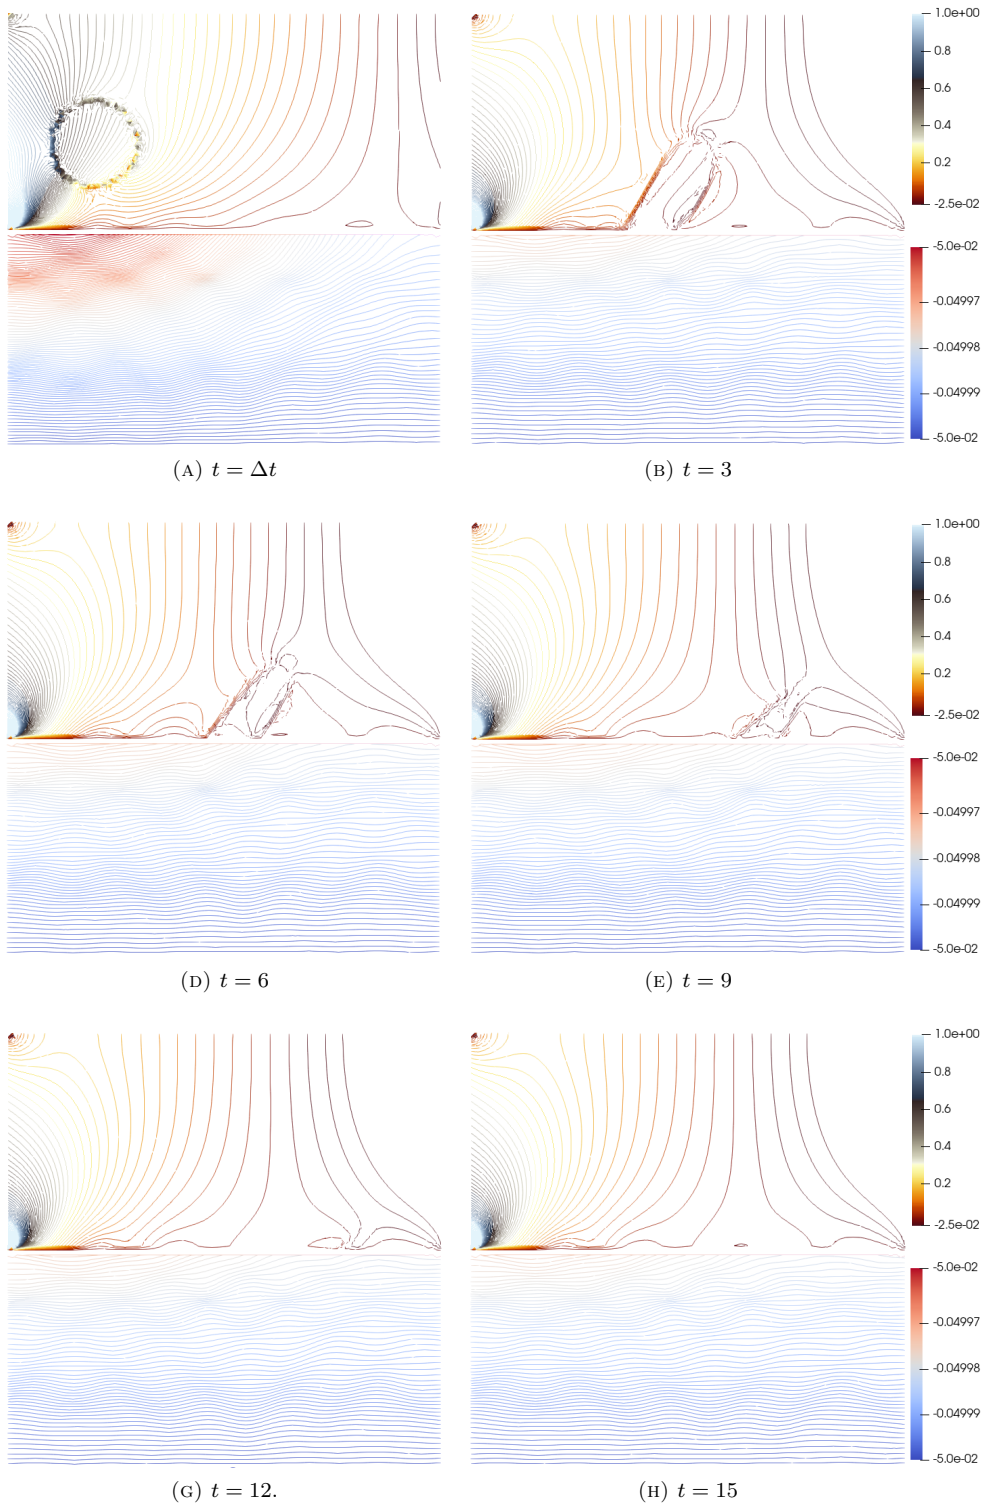 1.0e+00
0.8
0.6
0.4
0.2
-2.5e-02
-5.0e-02
-0.04997
-0.04998
-0.04999
-5.0e-02
(A) t = Δt
(B) t = 3
1.0e+00
0.8
0.6
0.4
0.2
-2.5e-02
-5.0e-02
-0.04997
-0.04998
-0.04999
-5.0e-02
(D) t = 6
(E) t = 9
1.0e+00
0.8
0.6
0.4
0.2
-2.5e-02
-5.0e-02
-0.04997
-0.04998
-0.04999
-5.0e-02
(G) t = 12.
(H) t = 15